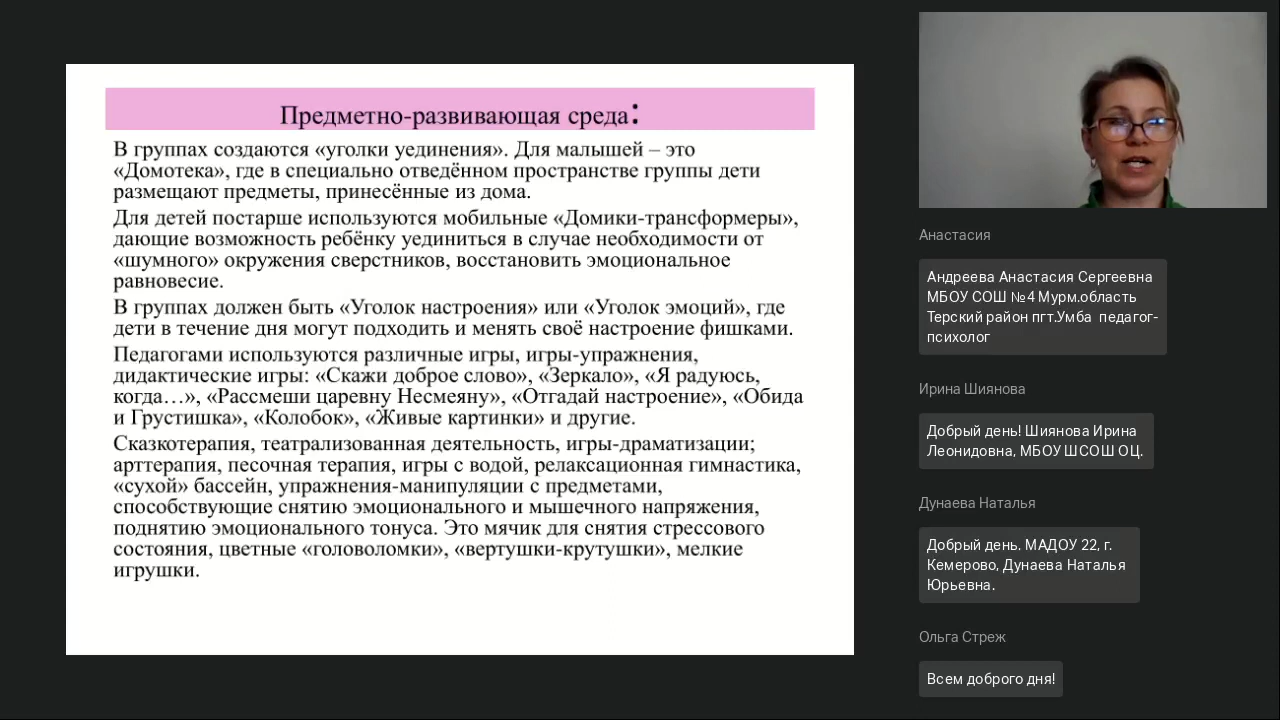 Предметно-развивающая среда:
В группах создаются «уголки уединения». Для малышей – это
«Домотека», где в специально отведённом пространстве группы дети
размещают предметы, принесённые из дома.
Для детей постарше используются мобильные «Домики-трансформеры»,
дающие возможность ребёнку уединиться в случае необходимости от
«шумного» окружения сверстников, восстановить эмоциональное
равновесие.
В группах должен быть «Уголок настроения» или «Уголок эмоций», где
дети в течение дня могут подходить и менять своё настроение фишками.
Педагогами используются различные игры, игры-упражнения,
дидактические игры: «Скажи доброе слово», «Зеркало», «Я радуюсь,
когда…», «Рассмеши царевну Несмеяну», «Отгадай настроение», «Обида
и Грустишка», «Колобок», «Живые картинки» и другие.
Сказкотерапия, театрализованная деятельность, игры-драматизации;
арттерапия, песочная терапия, игры с водой, релаксационная гимнастика,
«сухой» бассейн, упражнения-манипуляции с предметами,
способствующие снятию эмоционального и мышечного напряжения,
поднятию эмоционального тонуса. Это мячик для снятия стрессового
состояния, цветные «головоломки», «вертушки-крутушки», мелкие
игрушки.
Анастасия
Андреева Анастасия Сергеевна
МБОУ СОШ №4 Мурм.область
Терский район пгт.Умба педагог-
психолог
Ирина Шиянова
Добрый день! Шиянова Ирина
Леонидовна, МБОУ ШСОШ ОЦ.
Дунаева Наталья
Добрый день. МАДОУ 22, г.
Кемерово, Дунаева Наталья
Юрьевна.
Ольга Стреж
Всем доброго дня!